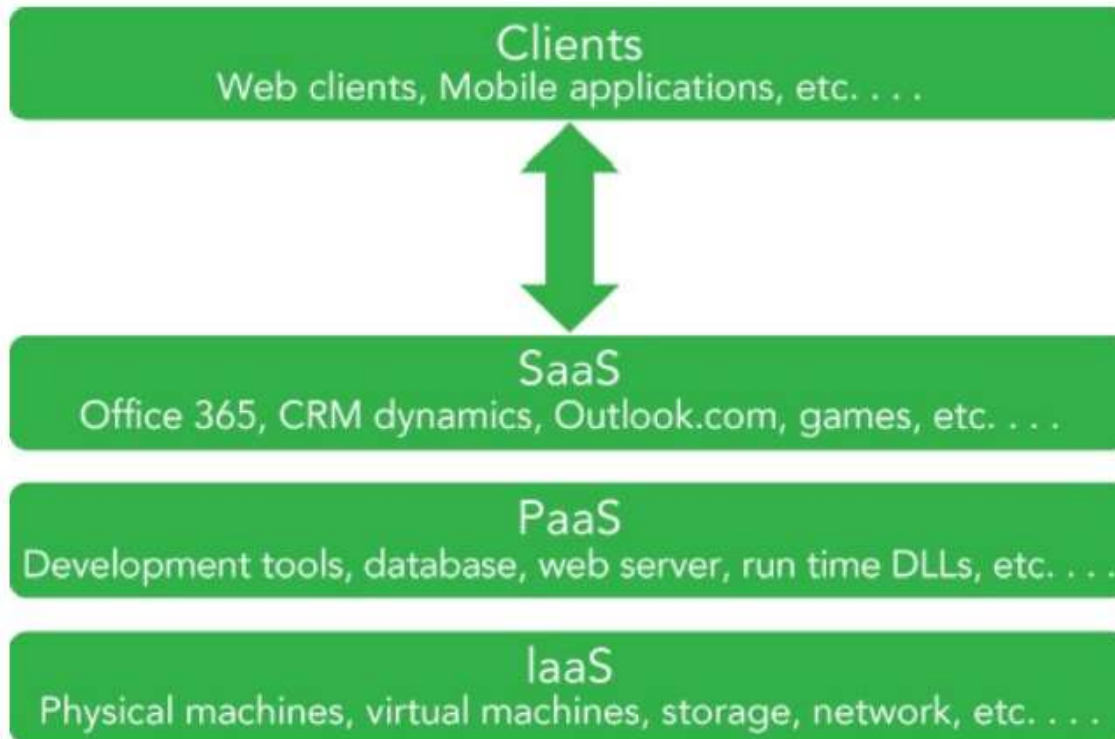 Clients
Web clients, Mobile applications, etc. . . .
SaaS
Office 365, CRM dynamics, Outlook.com, games, etc. . . .
PaaS
Development tools, database, web server, run time DLLs, etc. . . .
IaaS
Physical machines, virtual machines, storage, network, etc. . . .